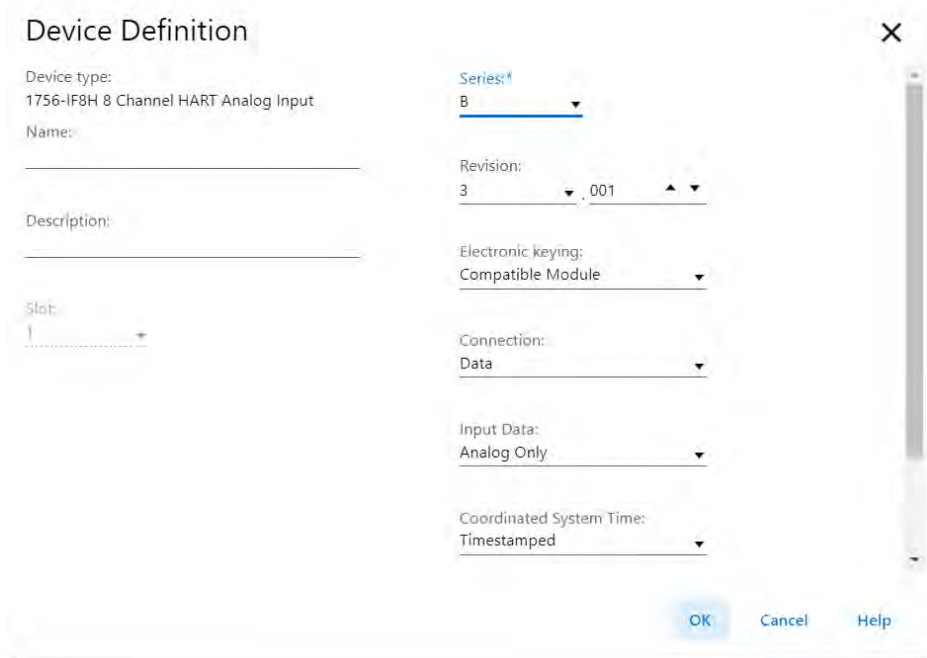 Device Definition
Device type:
1756-IF8H 8 Channel HART Analog Input
Name:
Description:
Slot:
1
Series:*
B
Revision:
3 . 001
Electronic keying:
Compatible Module
Connection:
Data
Input Data:
Analog Only
Coordinated System Time:
Timestamped
OK Cancel Help